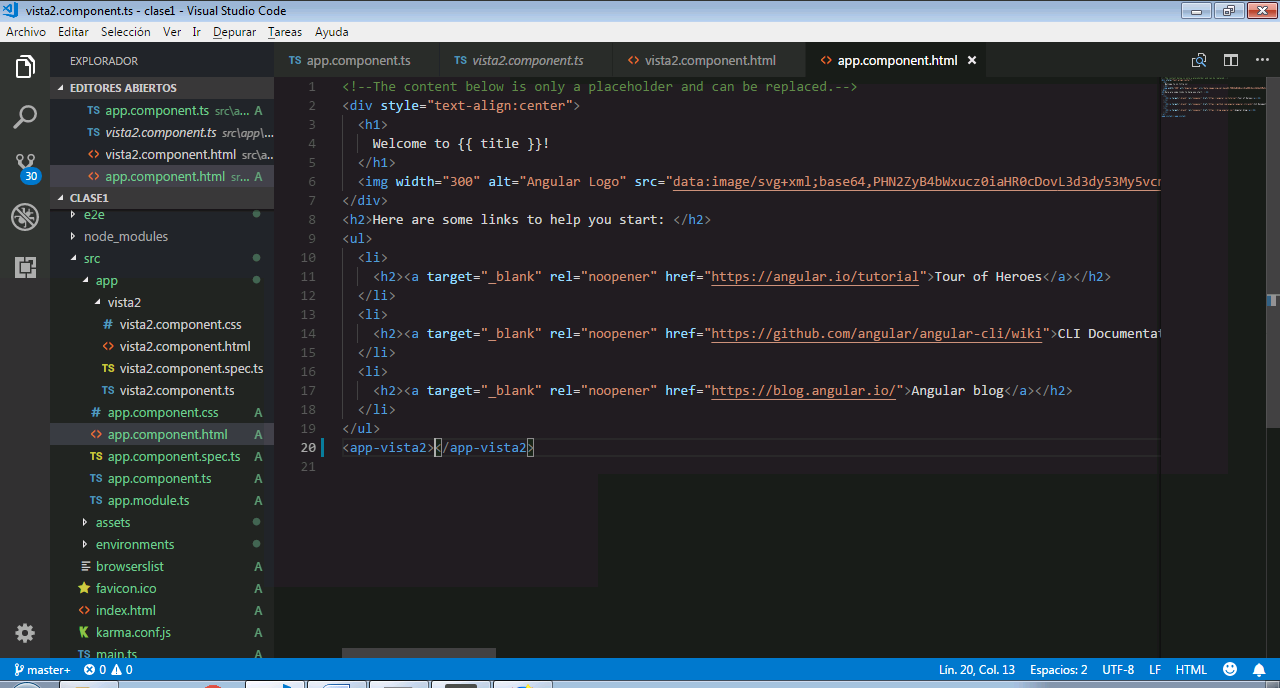 vista2.component.ts - clase1 - Visual Studio Code
Archivo Editar Selección Ver Ir Depurar Tareas Ayuda
EXPLORADOR
EDITORES ABIERTOS
TS app.component.ts src\a... A
TS vista2.component.ts src\app\...
<> vista2.component.html src\a...
<> app.component.html sr... A
30
CLASE1
e2e
node_modules
src
app
vista2
# vista2.component.css
<> vista2.component.html
TS vista2.component.spec.ts
TS vista2.component.ts
# app.component.css A
<> app.component.html A
TS app.component.spec.ts A
TS app.component.ts A
TS app.module.ts A
assets
environments
browserslist A
favicon.ico A
<> index.html A
karma.conf.js A
TS main.ts A
TS app.component.ts TS vista2.component.ts <> vista2.component.html <> app.component.html ×
1 <!--The content below is only a placeholder and can be replaced.-->
2 <div style="text-align:center">
3 <h1>
4 Welcome to {{ title }}!
5 </h1>
6 <img width="300" alt="Angular Logo" src="data:image/svg+xml;base64,PHN2ZyB4bWxucz0iaHR0cDovL3d3dy53My5vcm
7 </div>
8 <h2>Here are some links to help you start: </h2>
9 <ul>
10 <li>
11 <h2><a target="_blank" rel="noopener" href="https://angular.io/tutorial">Tour of Heroes</a></h2>
12 </li>
13 <li>
14 <h2><a target="_blank" rel="noopener" href="https://github.com/angular/angular-cli/wiki">CLI Documentat
15 </li>
16 <li>
17 <h2><a target="_blank" rel="noopener" href="https://blog.angular.io/">Angular blog</a></h2>
18 </li>
19 </ul>
20 <app-vista2></app-vista2>
21
master+ 0 0 Lín. 20, Col. 13 Espacios: 2 UTF-8 LF HTML